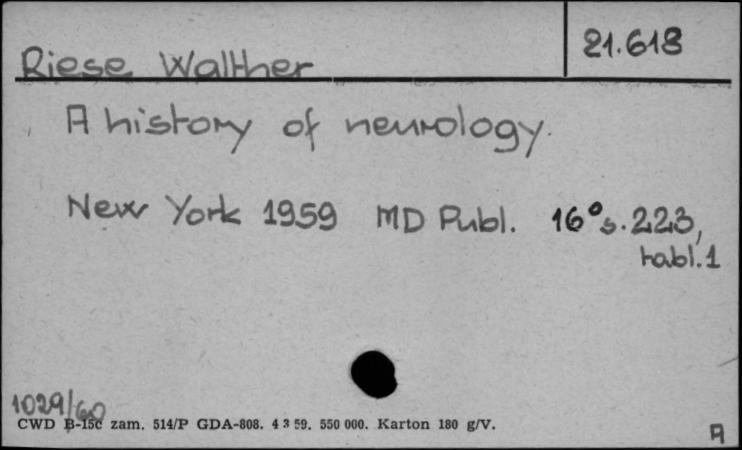 21.618
Riese Walther
A history of neurology.
New York 1959 MD Publ. 16° s. 223,
tabl. 1
1029/60
CWD B-15c zam. 514/P GDA-808. 4 3 59. 550 000. Karton 180 g/V.
A